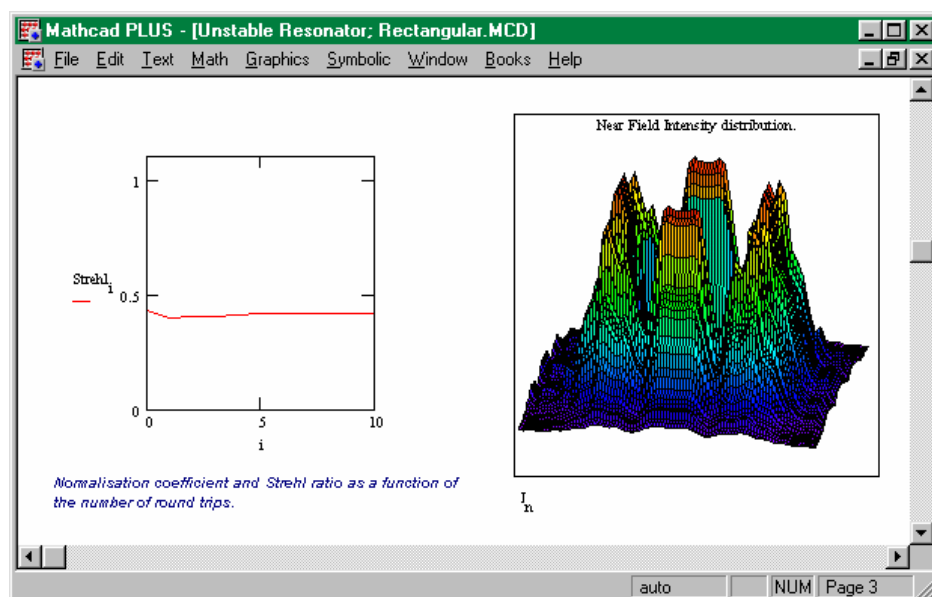 Mathcad PLUS - [Unstable Resonator; Rectangular.MCD]
File Edit Text Math Graphics Symbolic Window Books Help
Near Field Intensity distribution.
1
Strehl i
0.5
0
0 5 10
i
Normalisation coefficient and Strehl ratio as a function of
the number of round trips.
I n
auto NUM Page 3